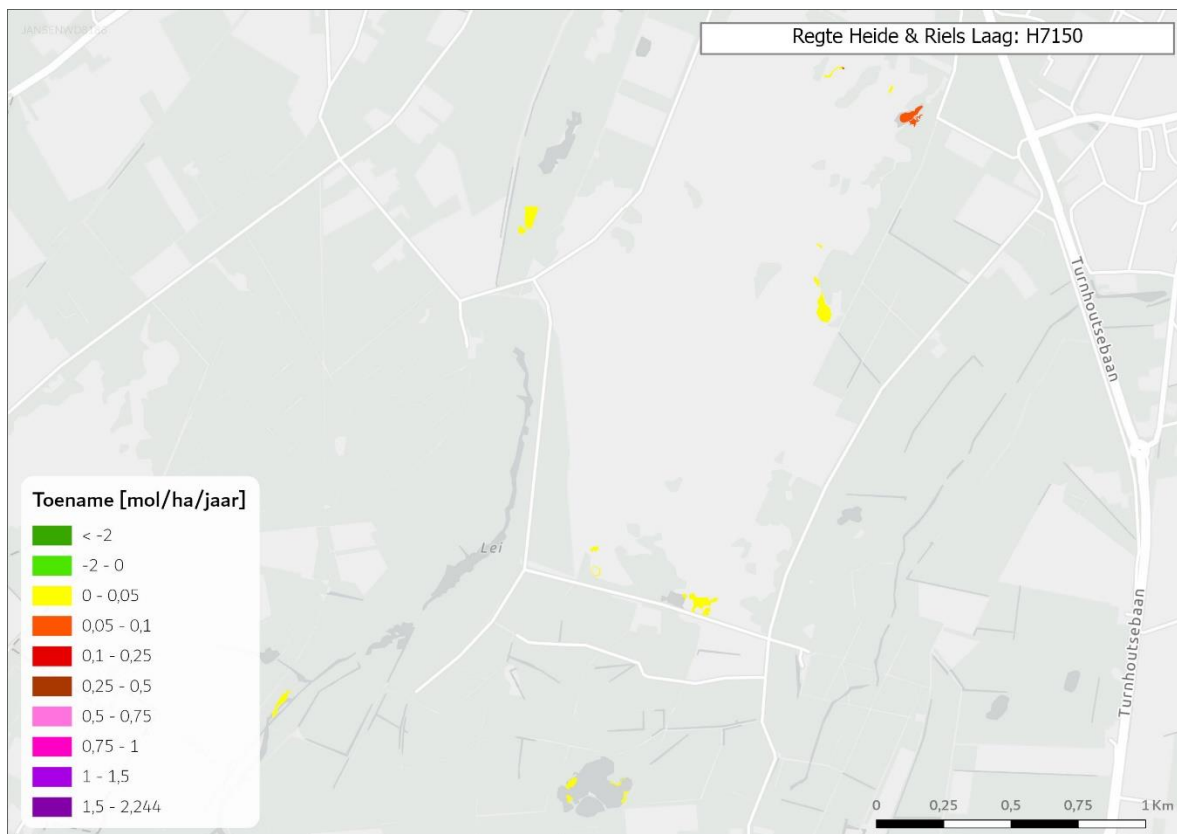 JANSENWD8166
Regte Heide & Riels Laag: H7150
Turnhoutsebaan
Lei
Turnhoutsebaan
Toename [mol/ha/jaar]
< -2
-2 - 0
0 - 0,05
0,05 - 0,1
0,1 - 0,25
0,25 - 0,5
0,5 - 0,75
0,75 - 1
1 - 1,5
1,5 - 2,244
0 0,25 0,5 0,75 1 Km